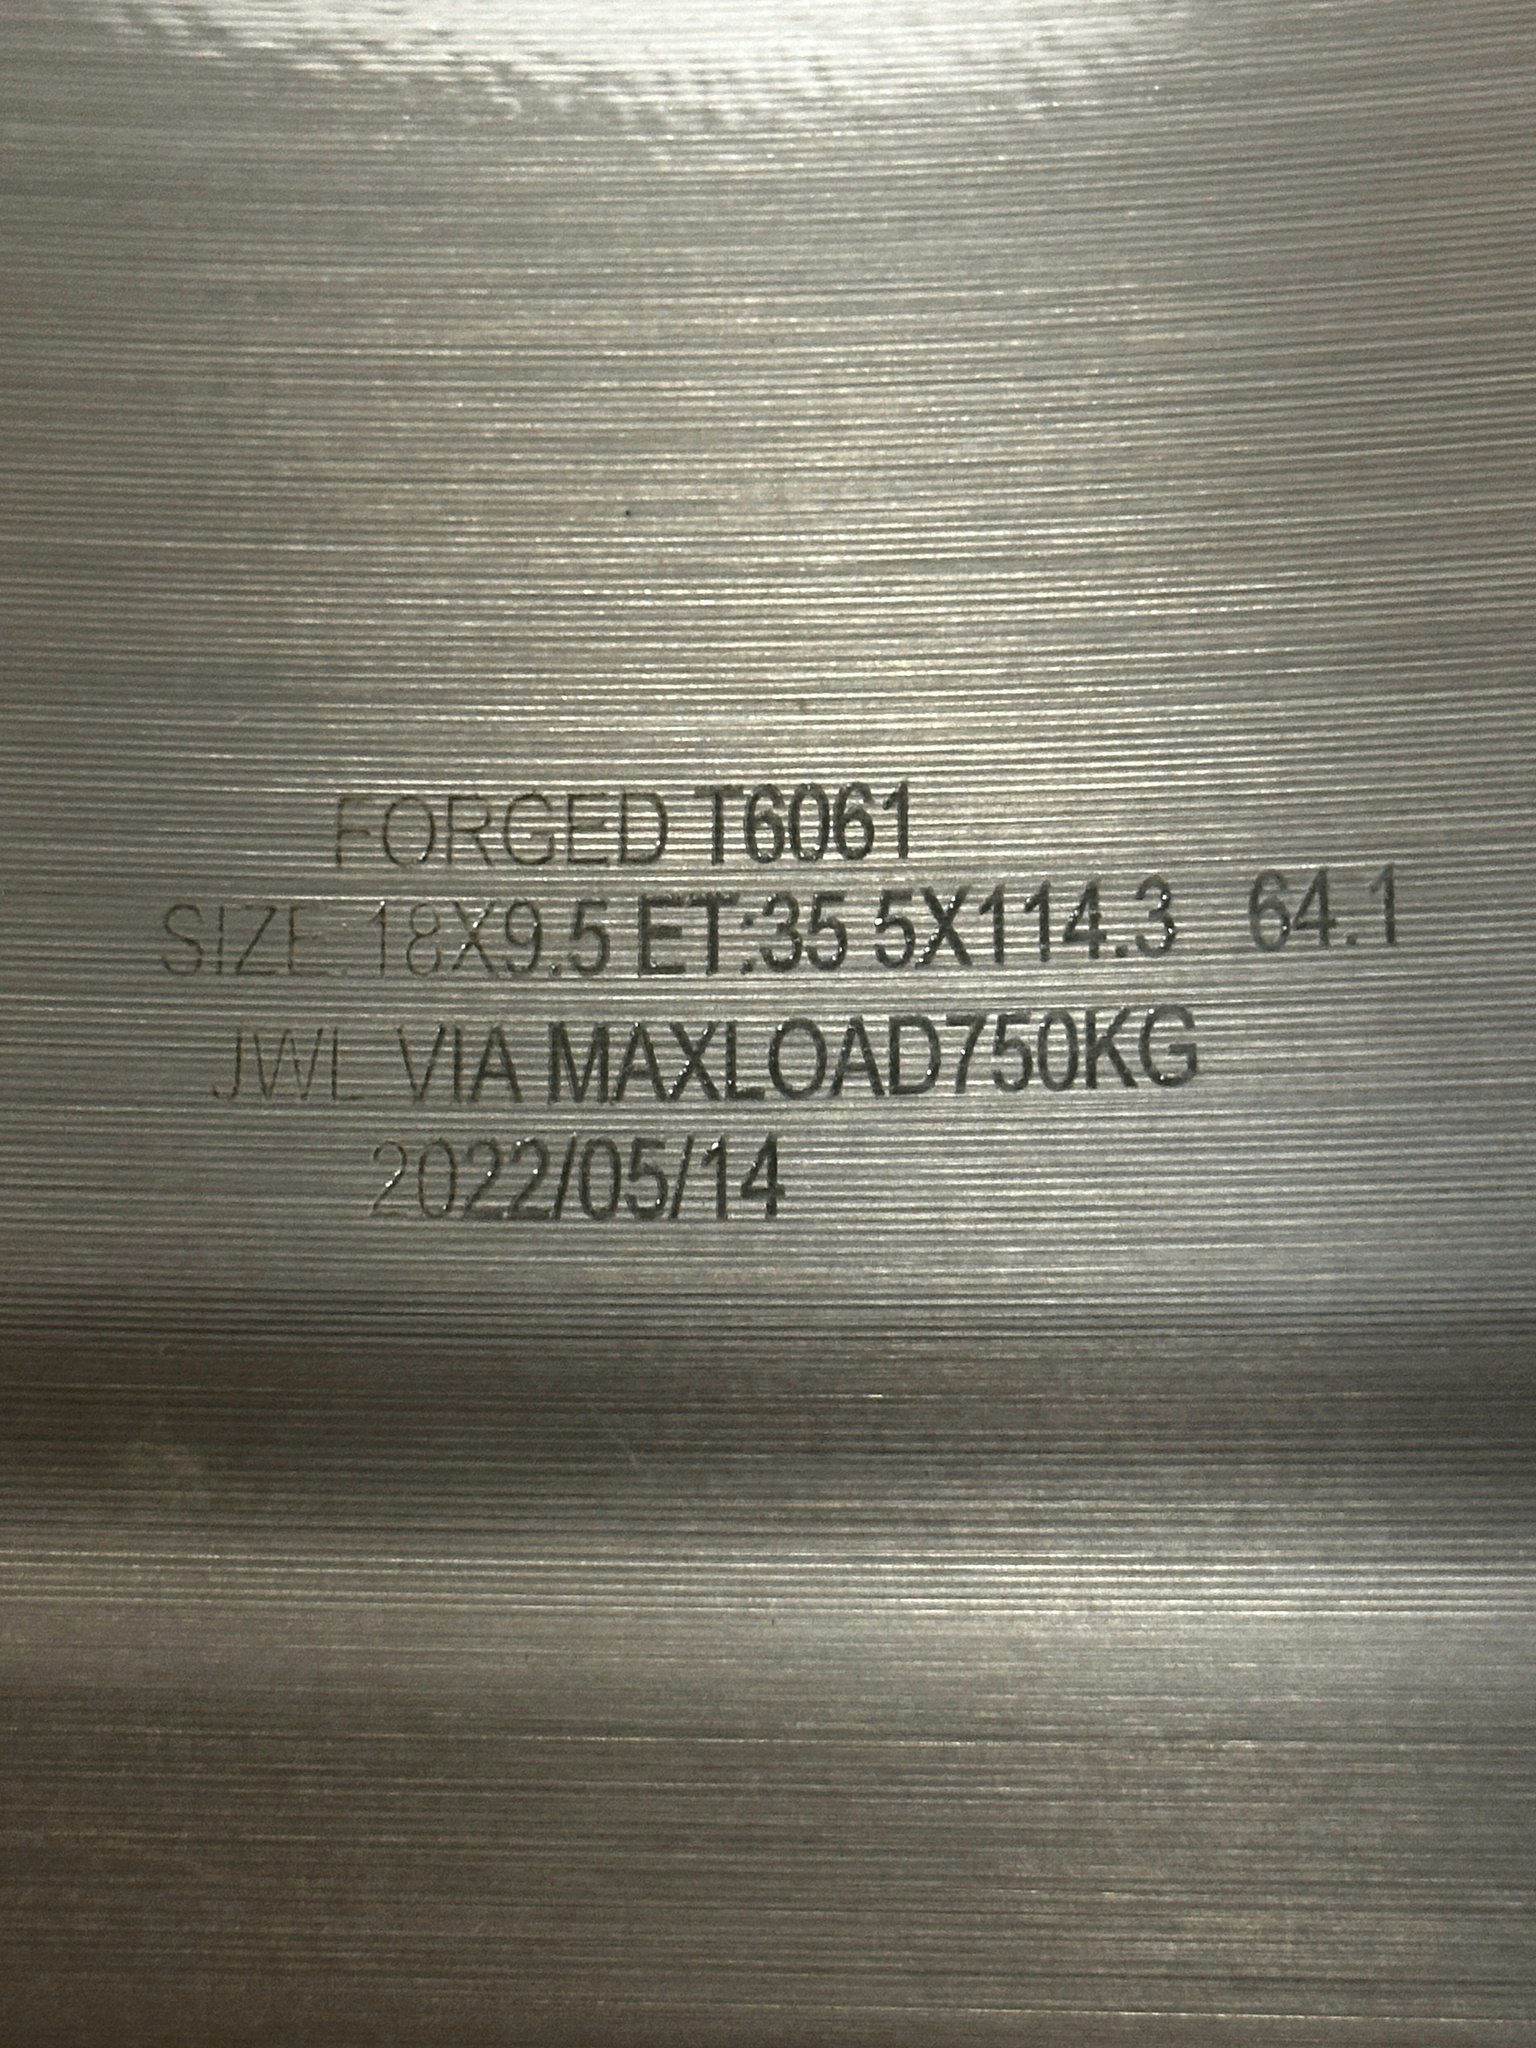 FORGED T6061
SIZE:18X9.5 ET:35 5X114.3 64.1
JWL VIA MAXLOAD750KG
2022/05/14